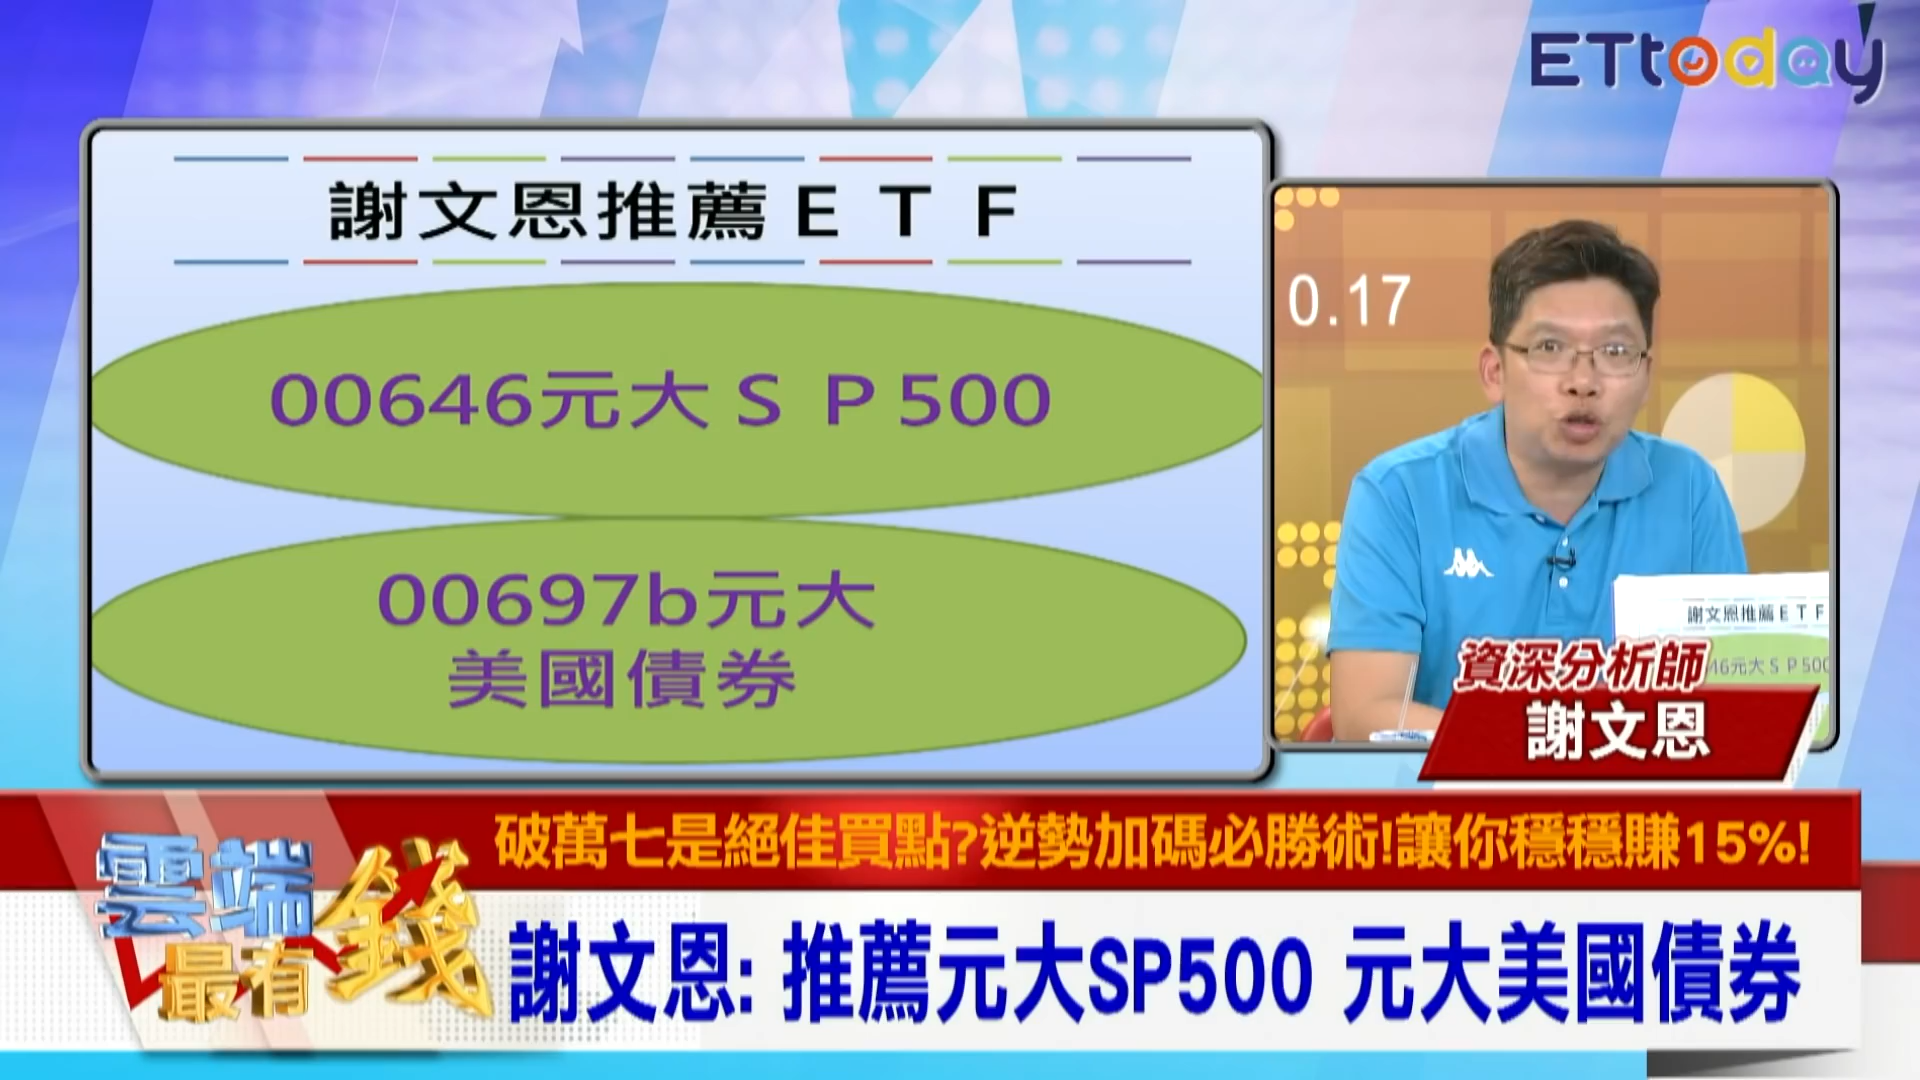 ETtoday
謝文恩推薦ＥＴＦ
00646元大ＳＰ500
00697b元大
美國債券
0.17
謝文恩推薦ＥＴＦ
46元大ＳＰ500
資深分析師
謝文恩
破萬七是絕佳買點?逆勢加碼必勝術!讓你穩穩賺15%!
雲端最有錢
謝文恩: 推薦元大SP500 元大美國債券